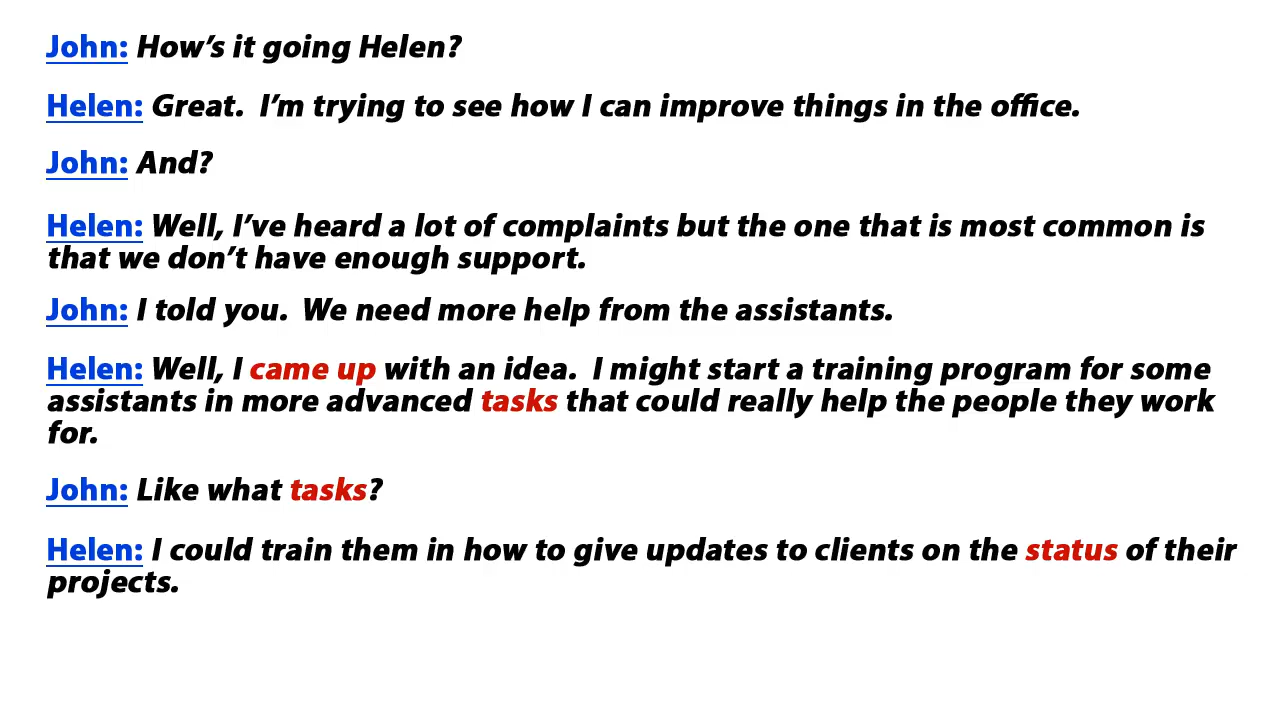 John: How’s it going Helen?
Helen: Great.  I’m trying to see how I can improve things in the office.
John: And?
Helen: Well, I’ve heard a lot of complaints but the one that is most common is
that we don’t have enough support.
John: I told you.  We need more help from the assistants.
Helen: Well, I came up with an idea.  I might start a training program for some
assistants in more advanced tasks that could really help the people they work
for.
John: Like what tasks?
Helen: I could train them in how to give updates to clients on the status of their
projects.